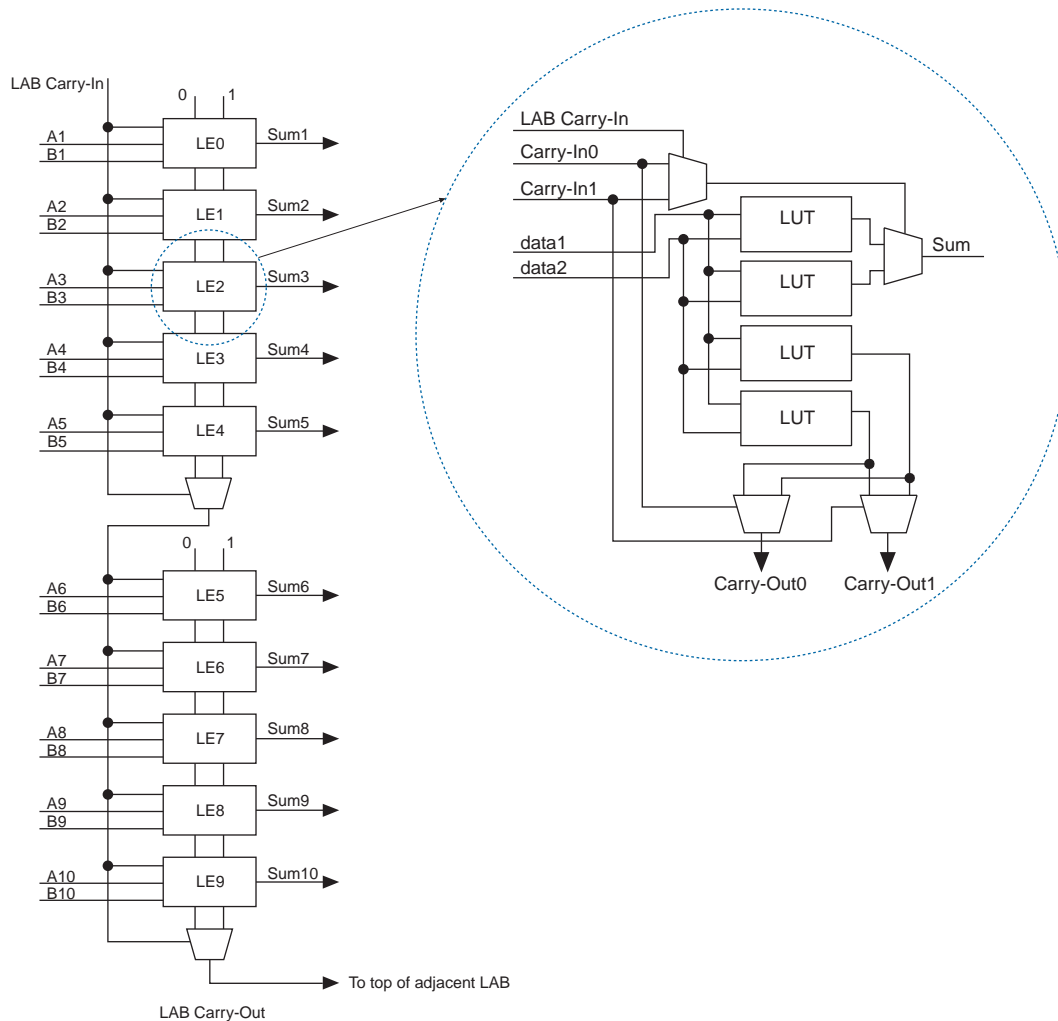 LAB Carry-In
0 1
A1
B1
LE0
Sum1
A2
B2
LE1
Sum2
A3
B3
LE2
Sum3
A4
B4
LE3
Sum4
A5
B5
LE4
Sum5
0 1
A6
B6
LE5
Sum6
A7
B7
LE6
Sum7
A8
B8
LE7
Sum8
A9
B9
LE8
Sum9
A10
B10
LE9
Sum10
To top of adjacent LAB
LAB Carry-Out
LAB Carry-In
Carry-In0
Carry-In1
data1
data2
LUT
LUT
LUT
LUT
Sum
Carry-Out0
Carry-Out1